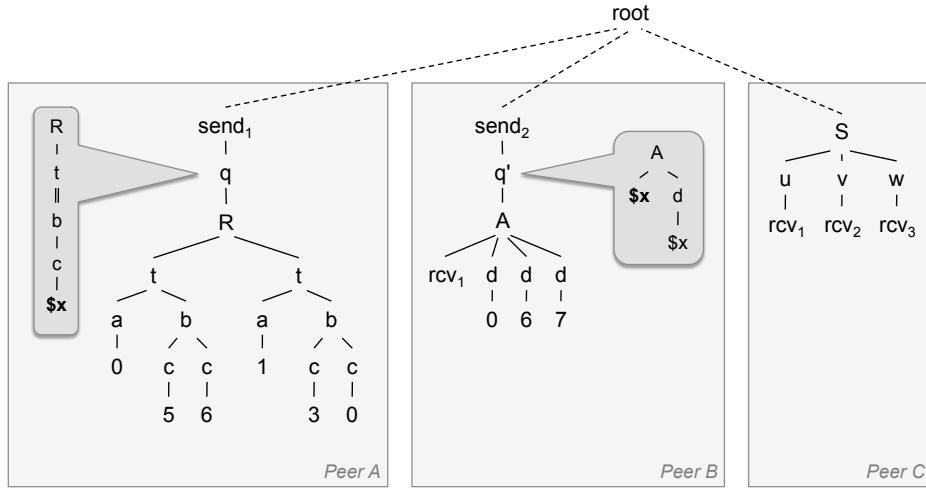 root
R
t
b
c
$x
send1
q
R
t t
a b a b
0 c c 1 c c
5 6 3 0
Peer A
send2
q'
A
rcv1 d d d
0 6 7
A
$x d
$x
Peer B
S
u v w
rcv1 rcv2 rcv3
Peer C